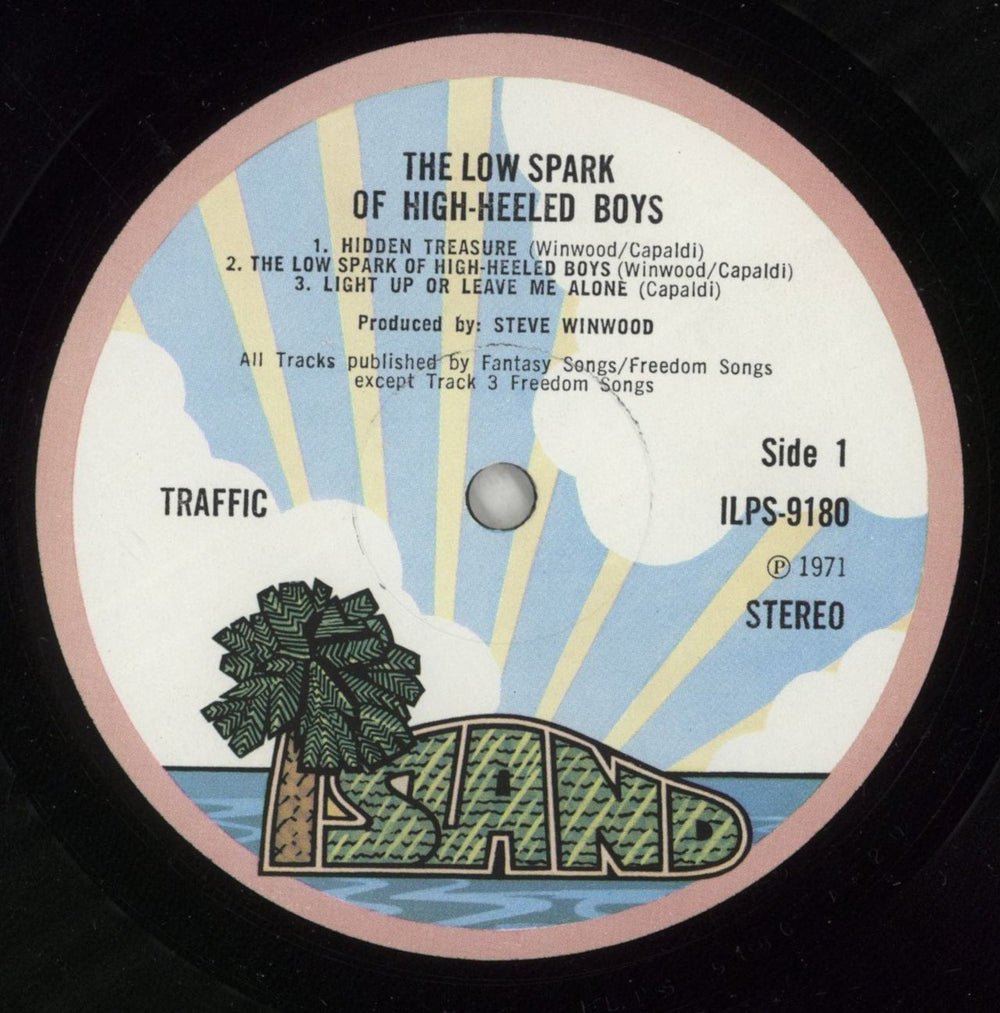 THE LOW SPARK
OF HIGH-HEELED BOYS
1. HIDDEN TREASURE (Winwood/Capaldi)
2. THE LOW SPARK OF HIGH-HEELED BOYS (Winwood/Capaldi)
3. LIGHT UP OR LEAVE ME ALONE (Capaldi)
Produced by: STEVE WINWOOD
All Tracks published by Fantasy Songs/Freedom Songs
except Track 3 Freedom Songs
Side 1
TRAFFIC
ILPS-9180
Ⓟ 1971
STEREO
ISLAND